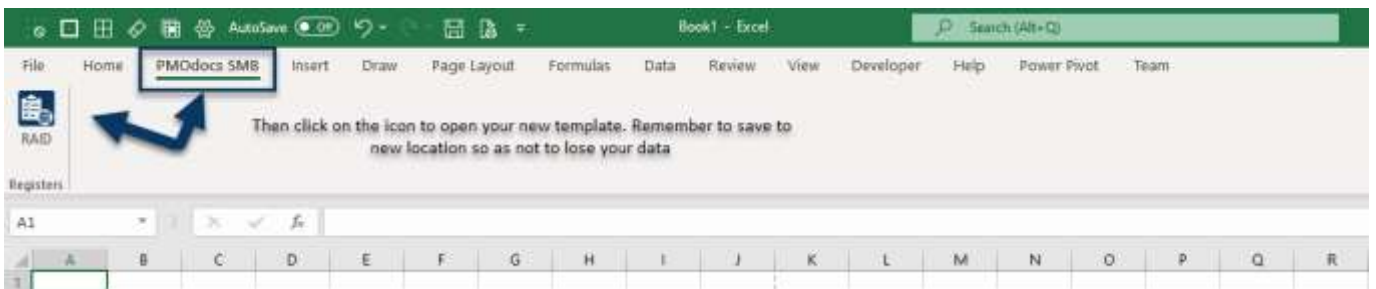 AutoSave Off Book1 - Excel Search (Alt+Q)
File Home PMOdocs SMB Insert Draw Page Layout Formulas Data Review View Developer Help Power Pivot Team
RAID
Then click on the icon to open your new template. Remember to save to
new location so as not to lose your data
Registers
A1 fx
A B C D E F G H I J K L M N O P Q R
1